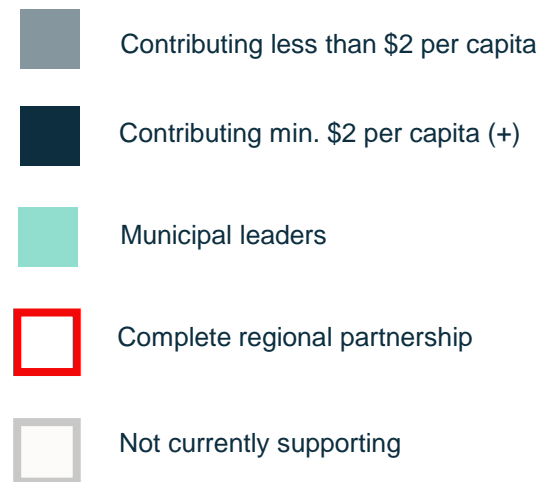 Contributing less than $2 per capita
Contributing min. $2 per capita (+)
Municipal leaders
Complete regional partnership
Not currently supporting